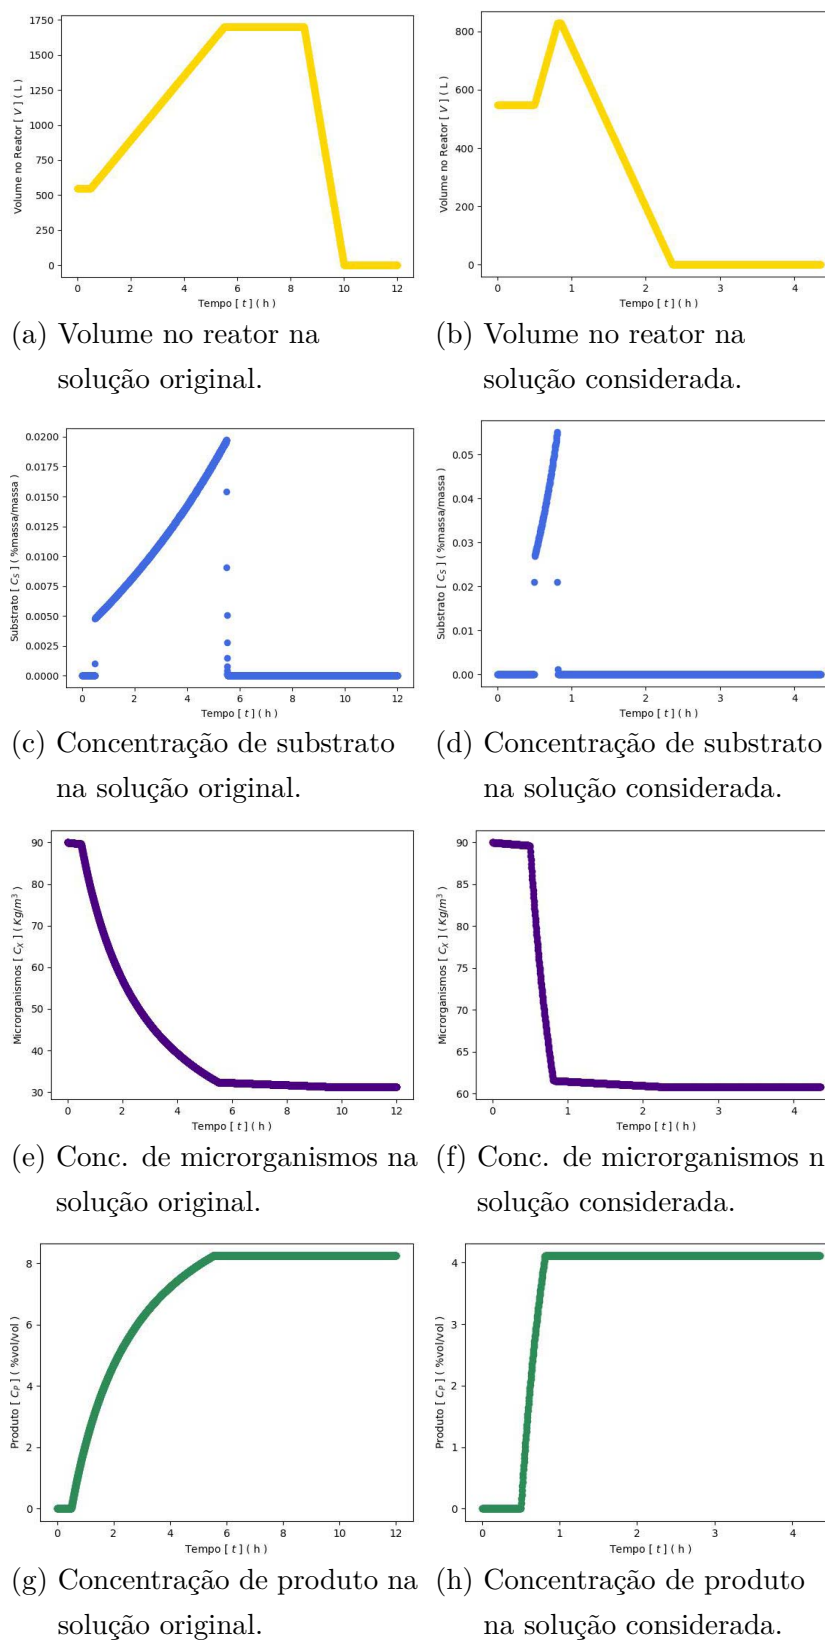 1750
1500
1250
1000
750
500
250
0
Volume no Reator [ V ] ( L )
0 2 4 6 8 10 12
Tempo [ t ] ( h )
800
600
400
200
0
Volume no Reator [ V ] ( L )
0 1 2 3 4
Tempo [ t ] ( h )
(a) Volume no reator na
solução original.
(b) Volume no reator na
solução considerada.
0.0200
0.0175
0.0150
0.0125
0.0100
0.0075
0.0050
0.0025
0.0000
Substrato [ C_S ] ( %massa/massa )
0 2 4 6 8 10 12
Tempo [ t ] ( h )
0.05
0.04
0.03
0.02
0.01
0.00
Substrato [ C_S ] ( %massa/massa )
0 1 2 3 4
Tempo [ t ] ( h )
(c) Concentração de substrato
na solução original.
(d) Concentração de substrato
na solução considerada.
90
80
70
60
50
40
30
Microrganismos [ C_X ] ( Kg/m³ )
0 2 4 6 8 10 12
Tempo [ t ] ( h )
90
85
80
75
70
65
60
Microrganismos [ C_X ] ( Kg/m³ )
0 1 2 3 4
Tempo [ t ] ( h )
(e) Conc. de microrganismos na
solução original.
(f) Conc. de microrganismos n
solução considerada.
8
6
4
2
0
Produto [ C_P ] ( %vol/vol )
0 2 4 6 8 10 12
Tempo [ t ] ( h )
4
3
2
1
0
Produto [ C_P ] ( %vol/vol )
0 1 2 3 4
Tempo [ t ] ( h )
(g) Concentração de produto na
solução original.
(h) Concentração de produto
na solução considerada.